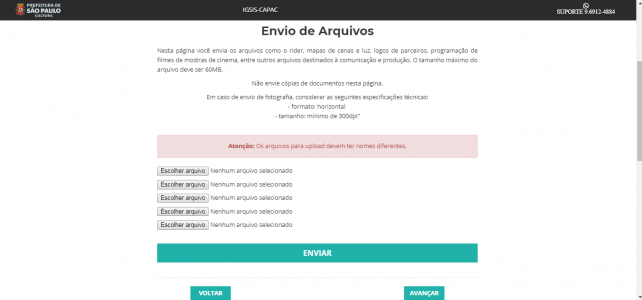 PREFEITURA DE
SÃO PAULO
CULTURA
IGSIS-CAPAC
SUPORTE 9 6912-4884
Envio de Arquivos
Nesta página você envia os arquivos como o rider, mapas de cenas e luz, logos de parceiros, programação de
filmes de mostras de cinema, entre outros arquivos destinados à comunicação e produção. O tamanho máximo do
arquivo deve ser 60MB.
Não envie cópias de documentos nesta página.
Em caso de envio de fotografia, considerar as seguintes especificações técnicas:
- formato: horizontal
- tamanho: mínimo de 300dpi"
Atenção: Os arquivos para upload devem ter nomes diferentes.
Escolher arquivo Nenhum arquivo selecionado
Escolher arquivo Nenhum arquivo selecionado
Escolher arquivo Nenhum arquivo selecionado
Escolher arquivo Nenhum arquivo selecionado
Escolher arquivo Nenhum arquivo selecionado
ENVIAR
VOLTAR AVANÇAR